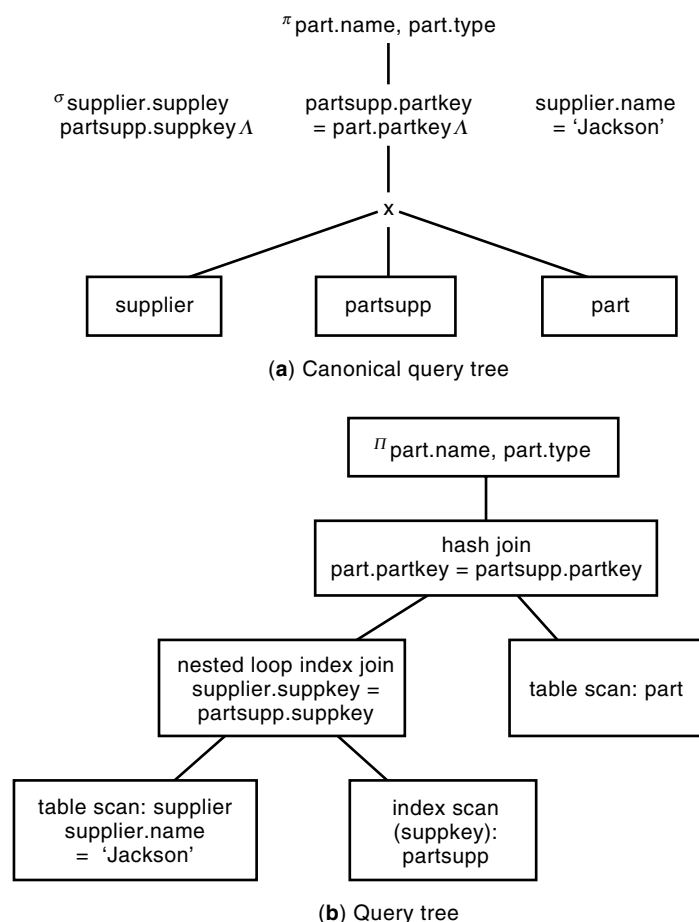 π part.name, part.type
σ supplier.suppley partsupp.partkey supplier.name
partsupp.suppkey Λ = part.partkey Λ = ‘Jackson’
x
supplier partsupp part
(a) Canonical query tree
Π part.name, part.type
hash join
part.partkey = partsupp.partkey
nested loop index join
supplier.suppkey =
partsupp.suppkey
table scan: part
table scan: supplier
supplier.name
= ‘Jackson’
index scan
(suppkey):
partsupp
(b) Query tree